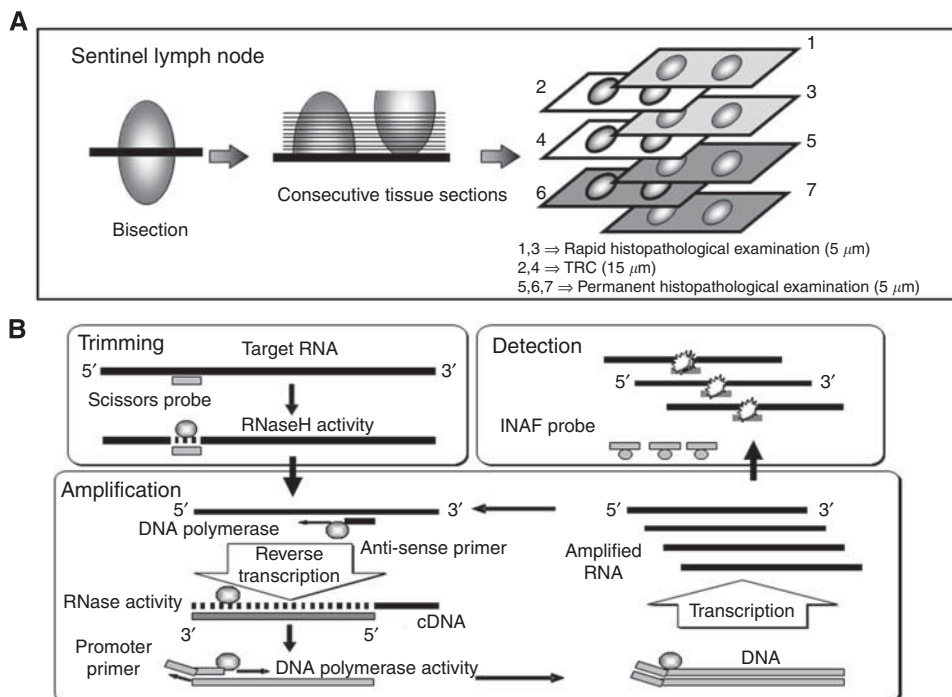 A
Sentinel lymph node
Bisection
Consecutive tissue sections
1
2
3
4
5
6
7
1,3 ⇒ Rapid histopathological examination (5 μm)
2,4 ⇒ TRC (15 μm)
5,6,7 ⇒ Permanent histopathological examination (5 μm)
B
Trimming
Target RNA
5′ 3′
Scissors probe
RNaseH activity
Detection
5′ 3′
INAF probe
Amplification
5′ 3′
DNA polymerase
Anti-sense primer
Reverse
transcription
RNase activity
cDNA
3′ 5′
Promoter
primer
DNA polymerase activity
5′ 3′
Amplified
RNA
Transcription
DNA